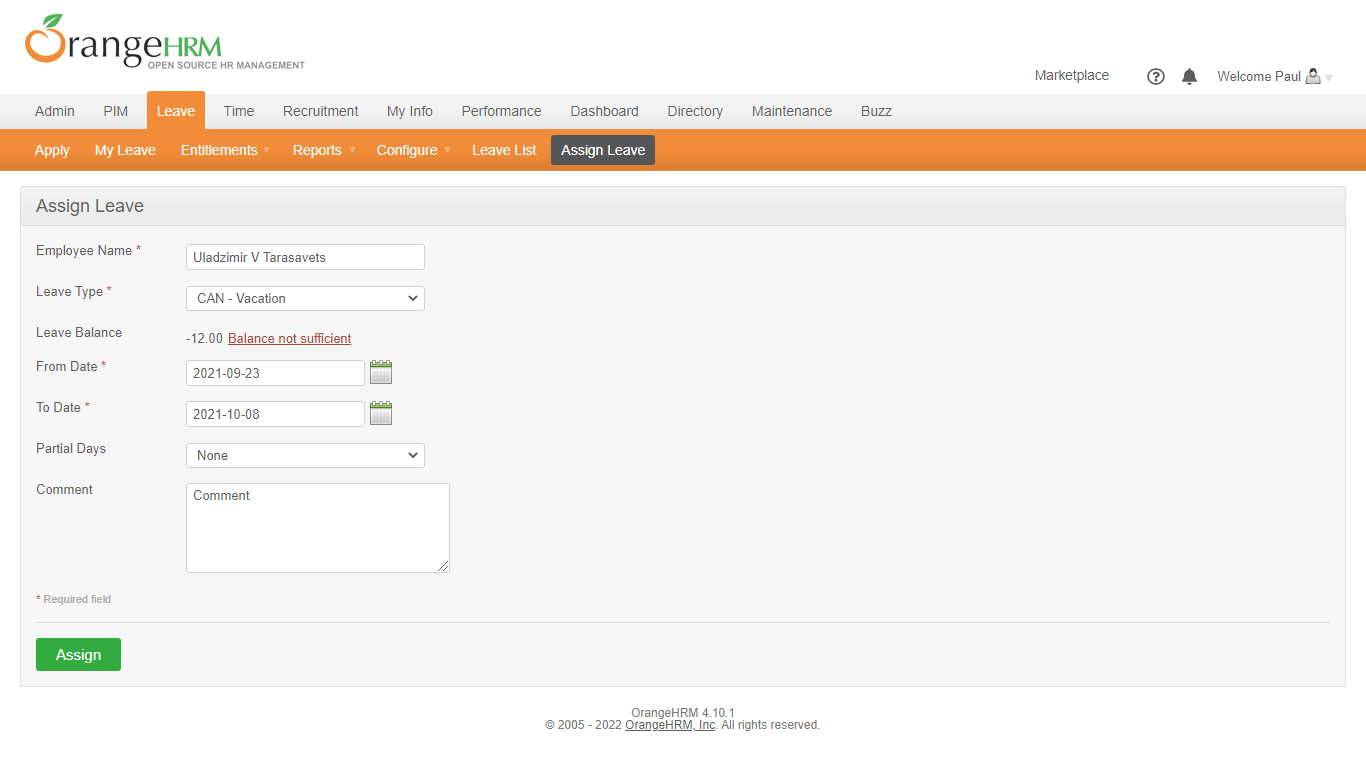 OrangeHRM
OPEN SOURCE HR MANAGEMENT
Marketplace Welcome Paul
Admin PIM Leave Time Recruitment My Info Performance Dashboard Directory Maintenance Buzz
Apply My Leave Entitlements Reports Configure Leave List Assign Leave
Assign Leave
Employee Name * Uladzimir V Tarasavets
Leave Type * CAN - Vacation
Leave Balance -12.00 Balance not sufficient
From Date * 2021-09-23
To Date * 2021-10-08
Partial Days None
Comment Comment
* Required field
Assign
OrangeHRM 4.10.1
© 2005 - 2022 OrangeHRM, Inc. All rights reserved.